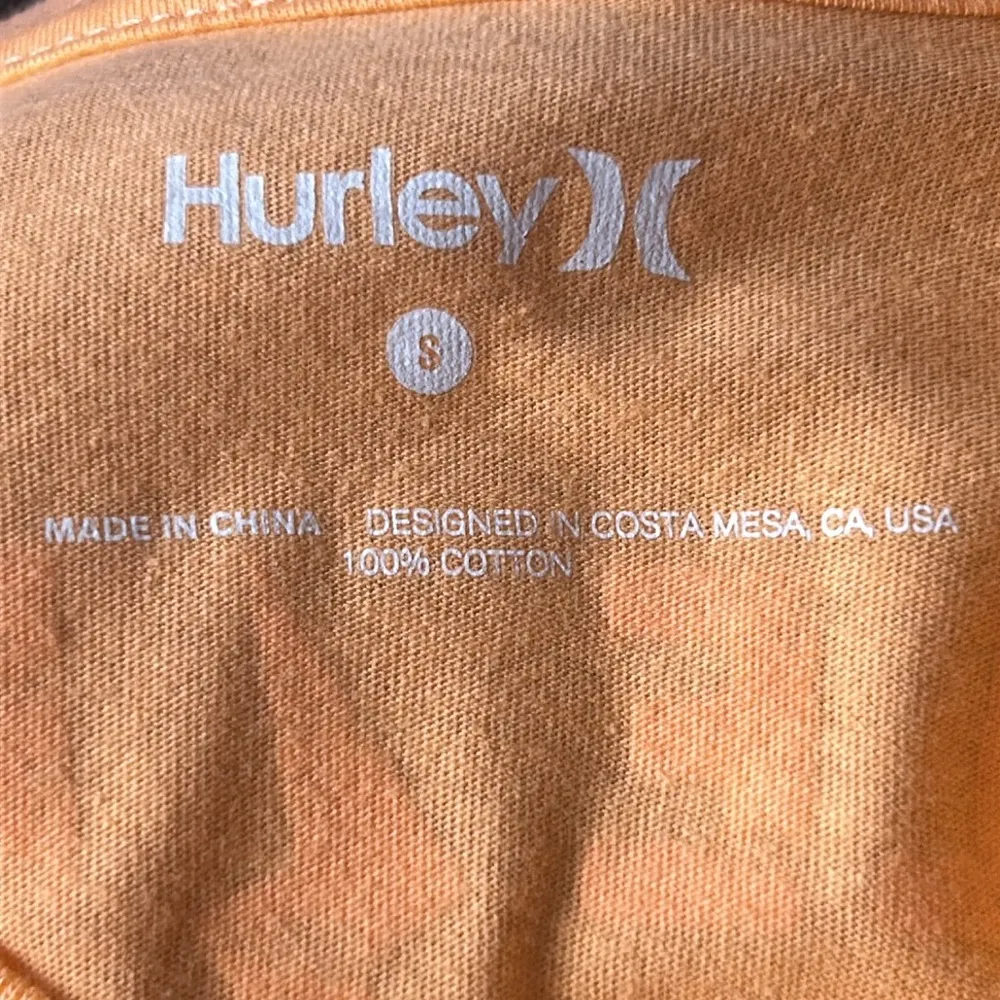 Hurley
S
MADE IN CHINA DESIGNED IN COSTA MESA, CA, USA
100% COTTON